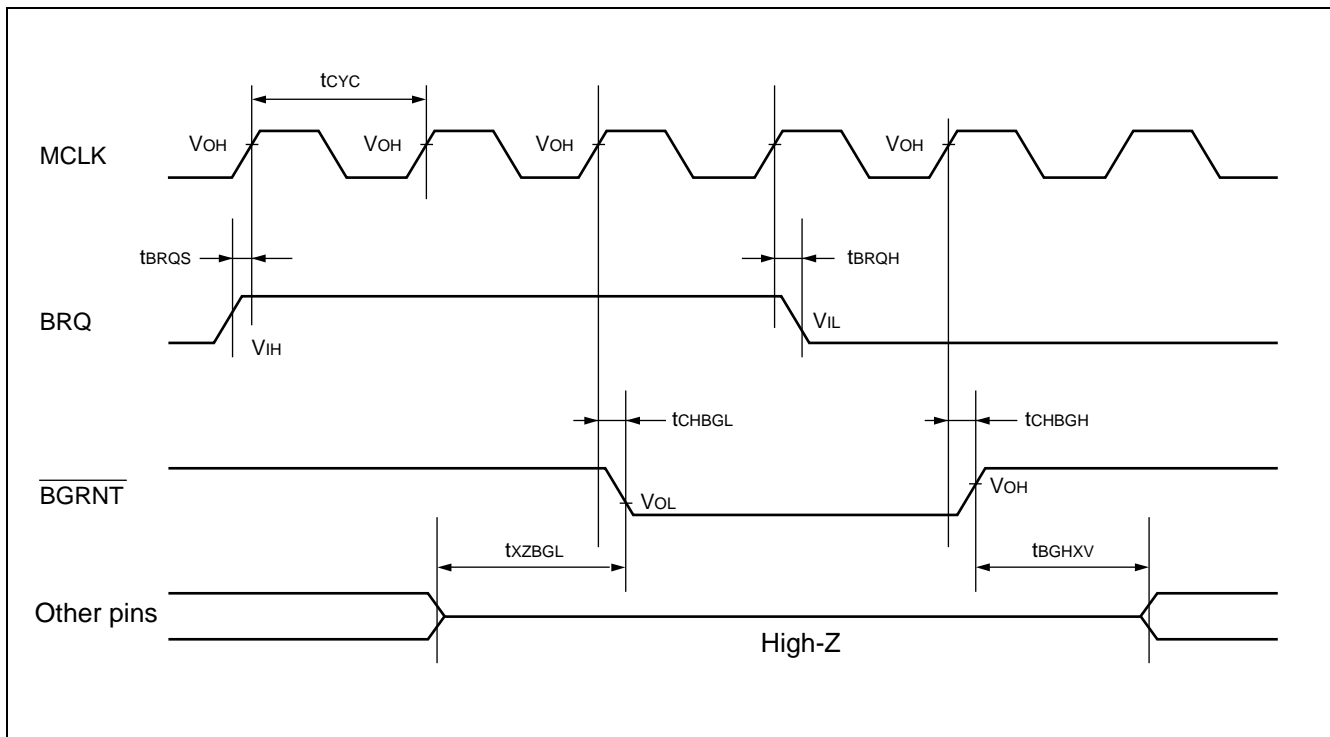 tCYC
VOH VOH VOH VOH
MCLK
tBRQS tBRQH
BRQ
VIH VIL
tCHBGL tCHBGH
BGRNT
VOL VOH
tXZBGL tBGHXV
Other pins
High-Z